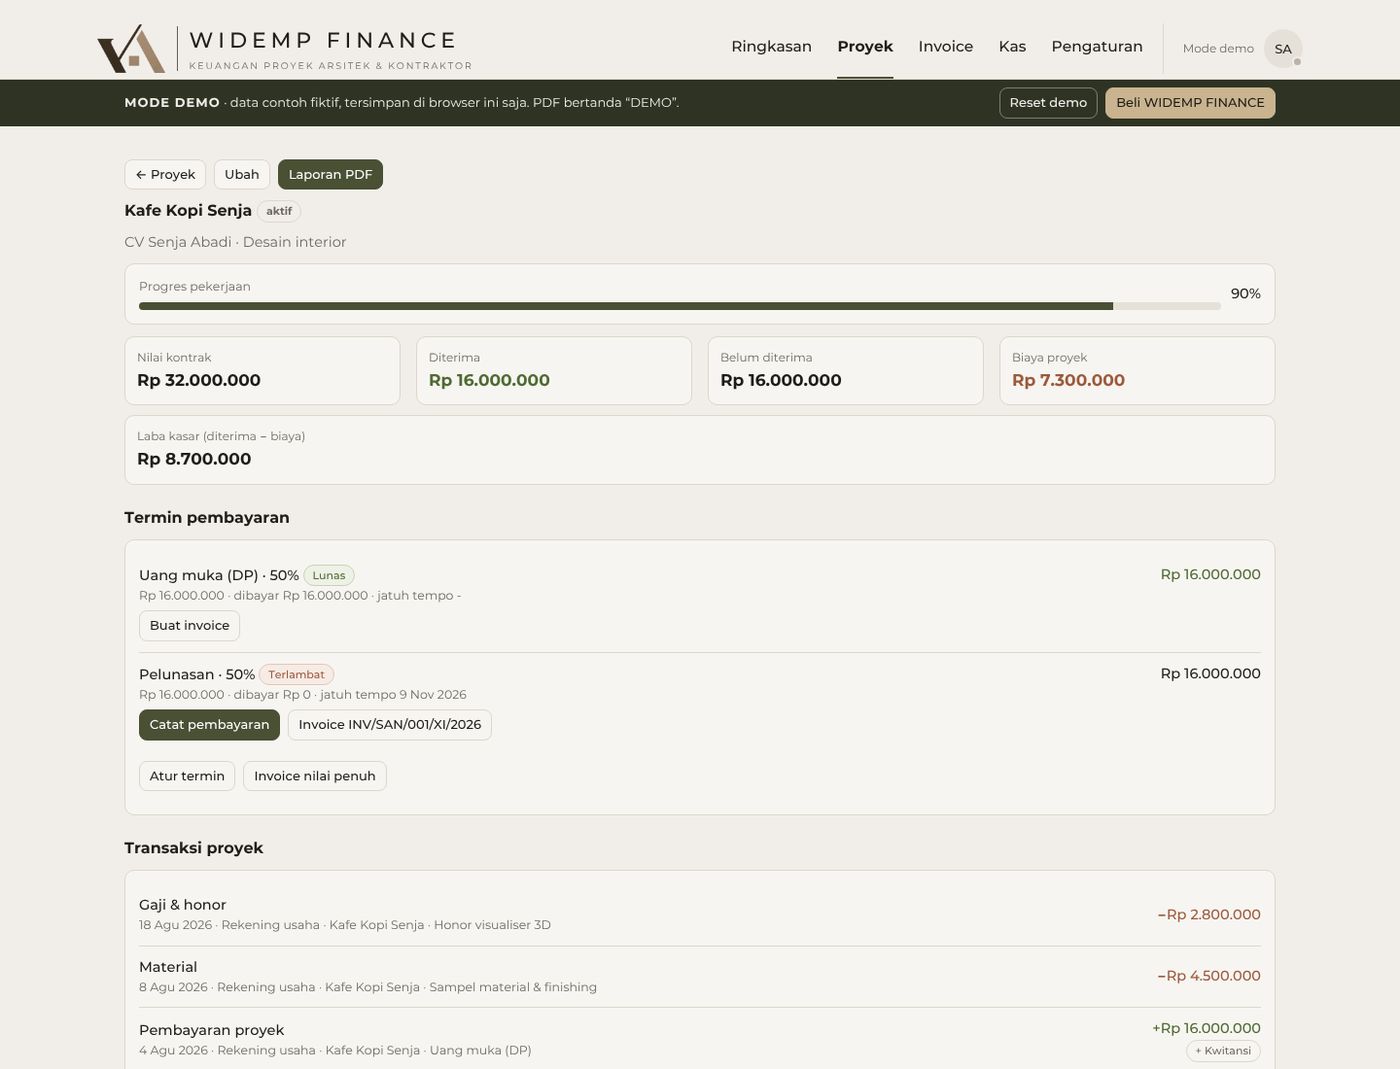 WIDEMP FINANCE
KEUANGAN PROYEK ARSITEK & KONTRAKTOR
Ringkasan
Proyek
Invoice
Kas
Pengaturan
Mode demo
SA
MODE DEMO · data contoh fiktif, tersimpan di browser ini saja. PDF bertanda “DEMO”.
Reset demo
Beli WIDEMP FINANCE
← Proyek
Ubah
Laporan PDF
Kafe Kopi Senja aktif
CV Senja Abadi · Desain interior
Progres pekerjaan
90%
Nilai kontrak
Rp 32.000.000
Diterima
Rp 16.000.000
Belum diterima
Rp 16.000.000
Biaya proyek
Rp 7.300.000
Laba kasar (diterima − biaya)
Rp 8.700.000
Termin pembayaran
Uang muka (DP) · 50% Lunas
Rp 16.000.000
Rp 16.000.000 · dibayar Rp 16.000.000 · jatuh tempo -
Buat invoice
Pelunasan · 50% Terlambat
Rp 16.000.000
Rp 16.000.000 · dibayar Rp 0 · jatuh tempo 9 Nov 2026
Catat pembayaran
Invoice INV/SAN/001/XI/2026
Atur termin
Invoice nilai penuh
Transaksi proyek
Gaji & honor
18 Agu 2026 · Rekening usaha · Kafe Kopi Senja · Honor visualiser 3D
−Rp 2.800.000
Material
8 Agu 2026 · Rekening usaha · Kafe Kopi Senja · Sampel material & finishing
−Rp 4.500.000
Pembayaran proyek
4 Agu 2026 · Rekening usaha · Kafe Kopi Senja · Uang muka (DP)
+Rp 16.000.000
+ Kwitansi